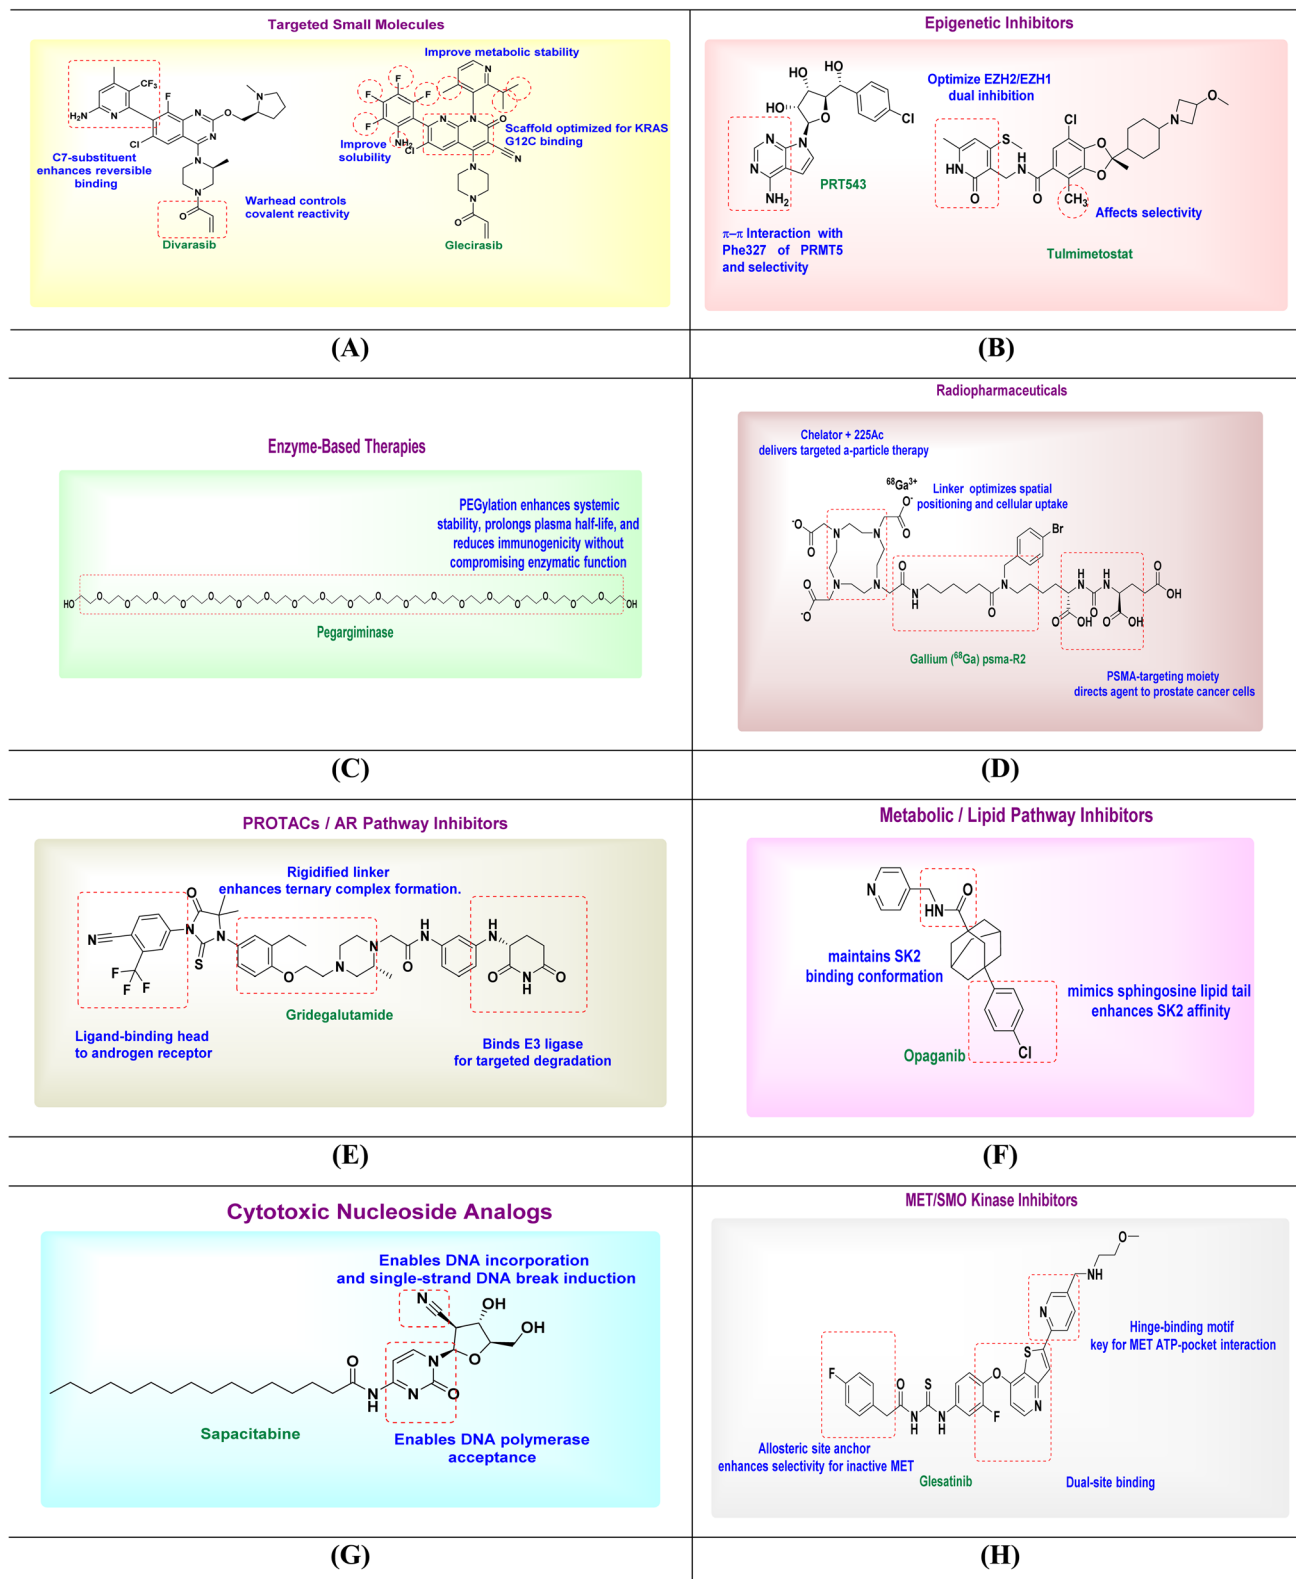 Targeted Small Molecules
Improve metabolic stability
C7-substituent
enhances reversible
binding
Warhead controls
covalent reactivity
Divarasib
Improve
solubility
Scaffold optimized for KRAS
G12C binding
Glecirasib
(A)
Epigenetic Inhibitors
Optimize EZH2/EZH1
dual inhibition
PRT543
π–π Interaction with
Phe327 of PRMT5
and selectivity
Affects selectivity
Tulmimetostat
(B)
Enzyme-Based Therapies
PEGylation enhances systemic
stability, prolongs plasma half-life, and
reduces immunogenicity without
compromising enzymatic function
Pegargiminase
(C)
Radiopharmaceuticals
Chelator + 225Ac
delivers targeted a-particle therapy
68Ga3+
Linker optimizes spatial
positioning and cellular uptake
Gallium (68Ga) psma-R2
PSMA-targeting moiety
directs agent to prostate cancer cells
(D)
PROTACs / AR Pathway Inhibitors
Rigidified linker
enhances ternary complex formation.
Gridegalutamide
Ligand-binding head
to androgen receptor
Binds E3 ligase
for targeted degradation
(E)
Metabolic / Lipid Pathway Inhibitors
maintains SK2
binding conformation
mimics sphingosine lipid tail
enhances SK2 affinity
Opaganib
(F)
Cytotoxic Nucleoside Analogs
Enables DNA incorporation
and single-strand DNA break induction
Sapacitabine
Enables DNA polymerase
acceptance
(G)
MET/SMO Kinase Inhibitors
Hinge-binding motif
key for MET ATP-pocket interaction
Allosteric site anchor
enhances selectivity for inactive MET
Glesatinib
Dual-site binding
(H)